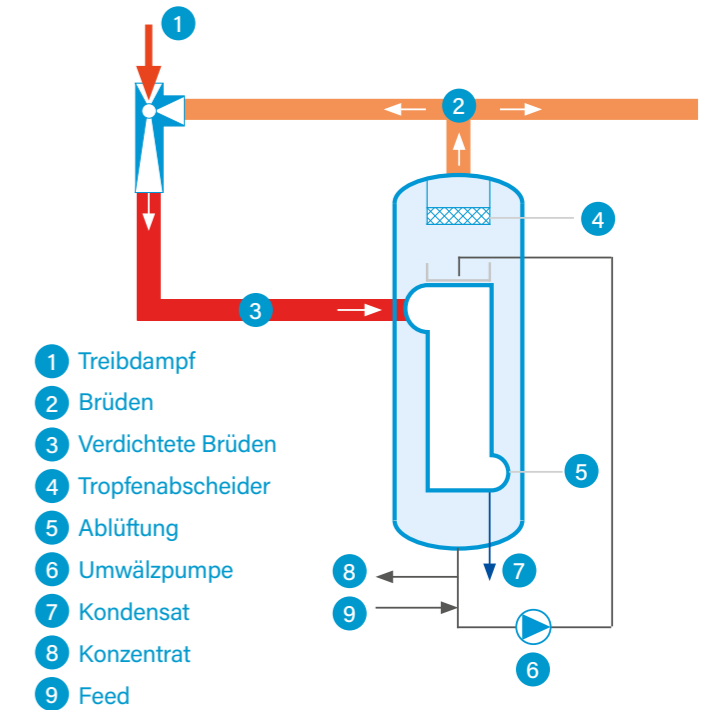 1
2
4
3
1 Treibdampf
2 Brüden
3 Verdichtete Brüden
4 Tropfenabscheider
5 Ablüftung
5
6 Umwälzpumpe
8
7
7 Kondensat
9
8 Konzentrat
6
9 Feed